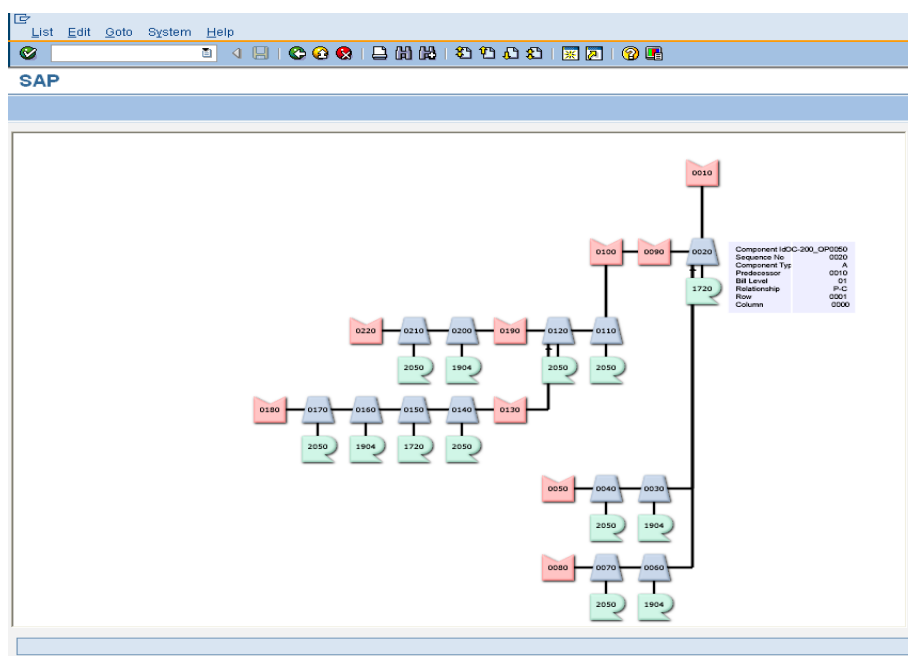 List Edit Goto System Help
SAP
0010
0100 0090 0020
Component IdOC-200_OP0050
Sequence No 0020
Component Typ A
Predecessor 0010
Bill Level 01
Relationship P-C
Row 0001
Column 0000
1720
0220 0210 0200 0190 0120 0110
2050 1904 2050 2050
0180 0170 0160 0150 0140 0130
2050 1904 1720 2050
0050 0040 0030
2050 1904
0080 0070 0060
2050 1904